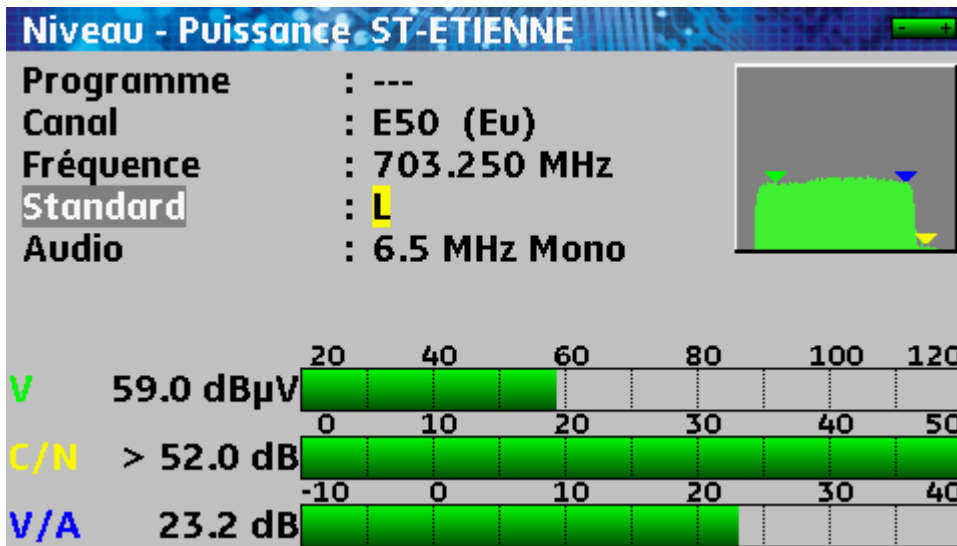 Niveau - Puissance ST-ETIENNE
- +
Programme : ---
Canal : E50 (Eu)
Fréquence : 703.250 MHz
Standard : L
Audio : 6.5 MHz Mono
20 40 60 80 100 120
V 59.0 dBµV
0 10 20 30 40 50
C/N > 52.0 dB
-10 0 10 20 30 40
V/A 23.2 dB